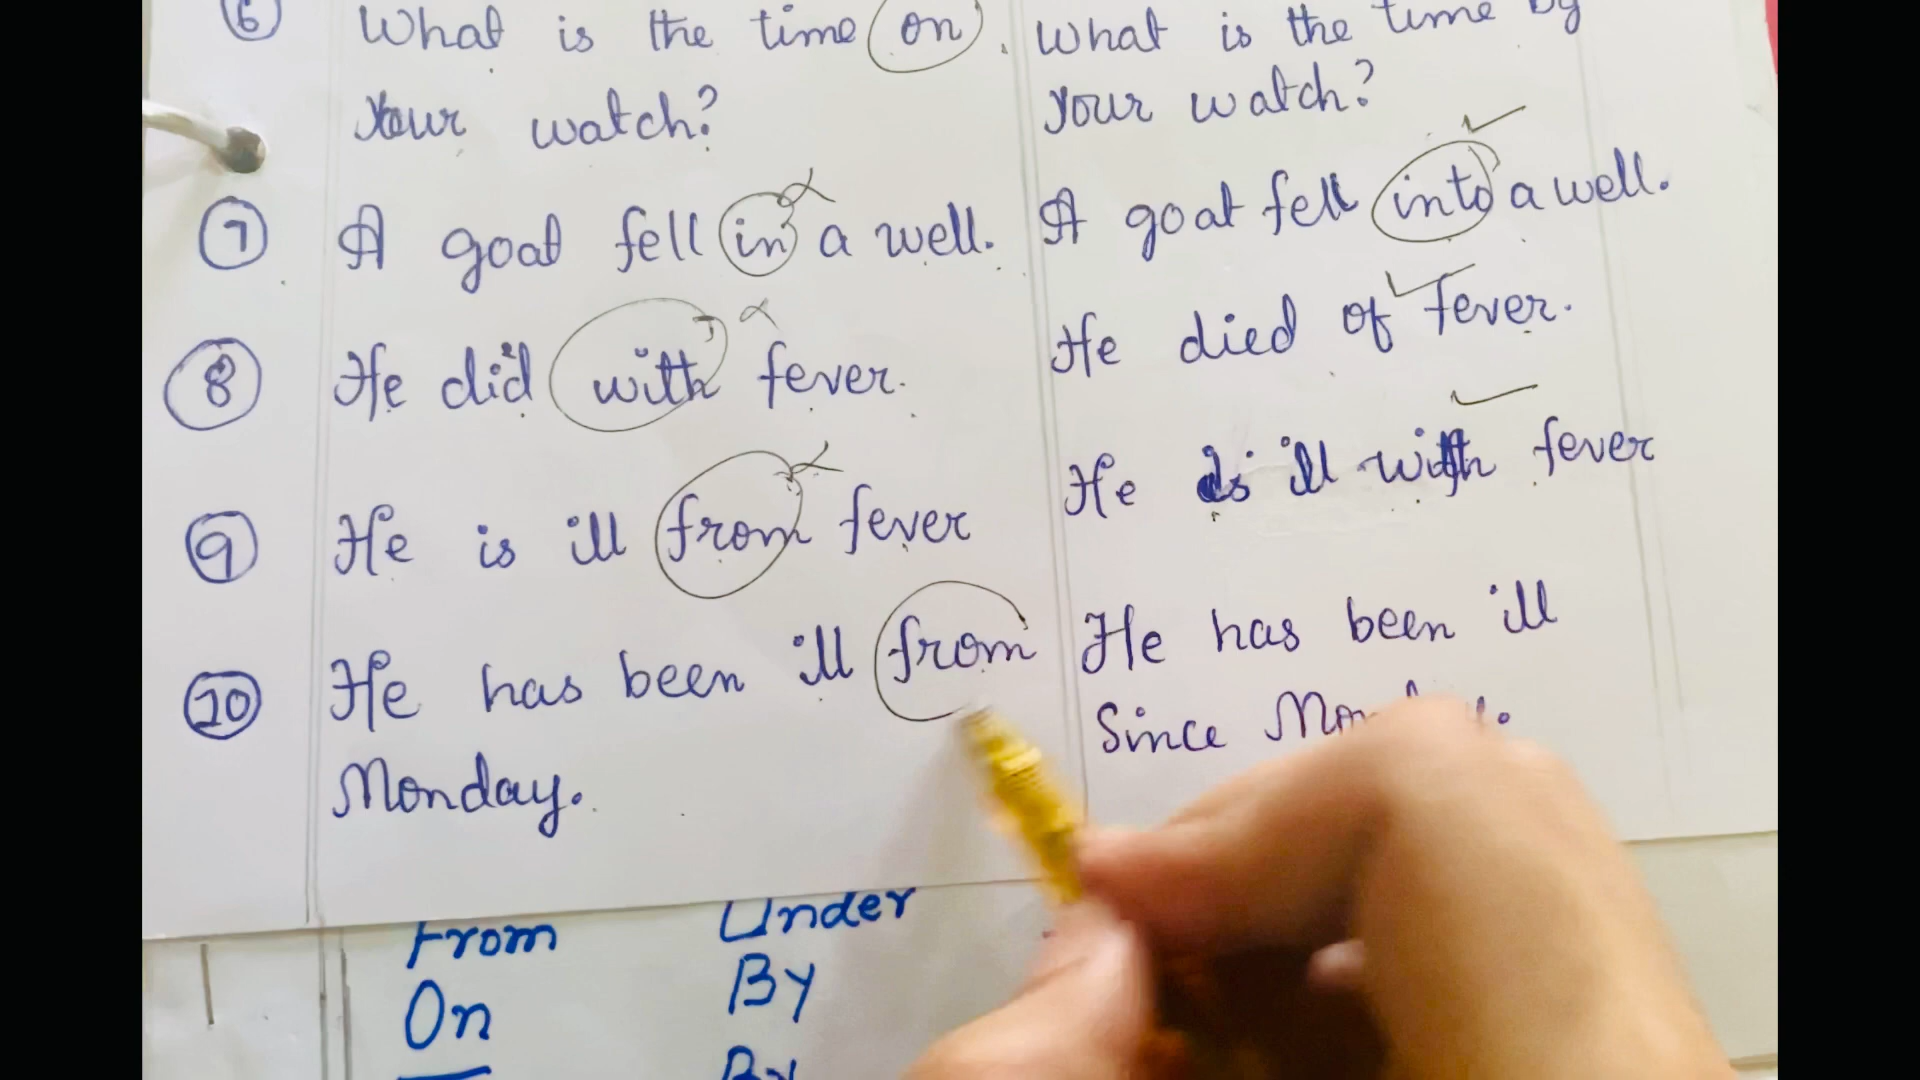 6 What is the time on
Your watch?
What is the time by
Your watch?
7 A goat fell in a well.
A goat fell into a well.
8 He did with fever.
He died of fever.
9 He is ill from fever
He is ill with fever
10 He has been ill from
Monday.
He has been ill
Since
From Under
On By
By